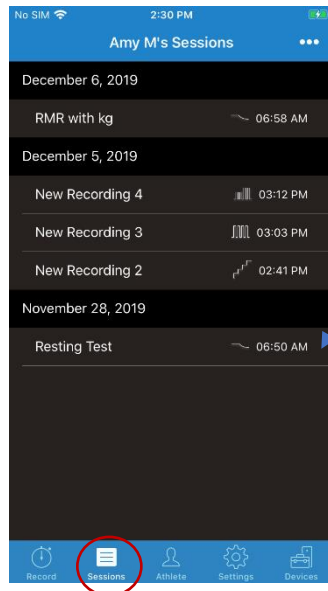 No SIM 2:30 PM
Amy M's Sessions
December 6, 2019
RMR with kg 06:58 AM
December 5, 2019
New Recording 4 03:12 PM
New Recording 3 03:03 PM
New Recording 2 02:41 PM
November 28, 2019
Resting Test 06:50 AM
Record Sessions Athlete Settings Devices